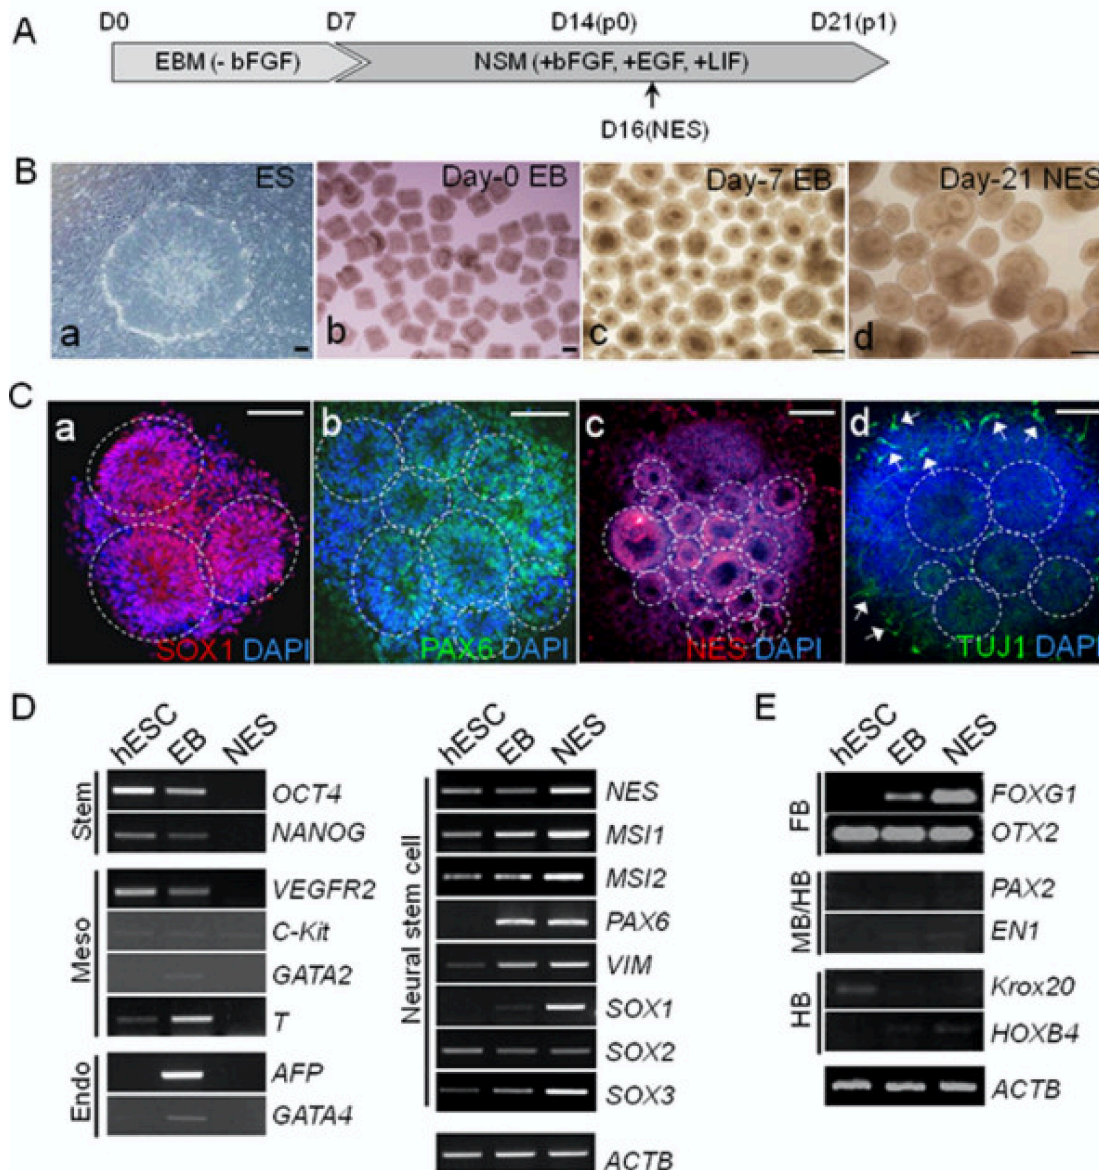 A
D0 D7 D14(p0) D21(p1)
EBM (- bFGF) NSM (+bFGF, +EGF, +LIF)
D16(NES)
B
ES Day-0 EB Day-7 EB Day-21 NES
a b c d
C
a b c d
SOX1 DAPI PAX6 DAPI NES DAPI TUJ1 DAPI
D
hESC EB NES
Stem
OCT4
NANOG
Meso
VEGFR2
C-Kit
GATA2
T
Endo
AFP
GATA4
hESC EB NES
Neural stem cell
NES
MSI1
MSI2
PAX6
VIM
SOX1
SOX2
SOX3
ACTB
E
hESC EB NES
FB
FOXG1
OTX2
MB/HB
PAX2
EN1
HB
Krox20
HOXB4
ACTB